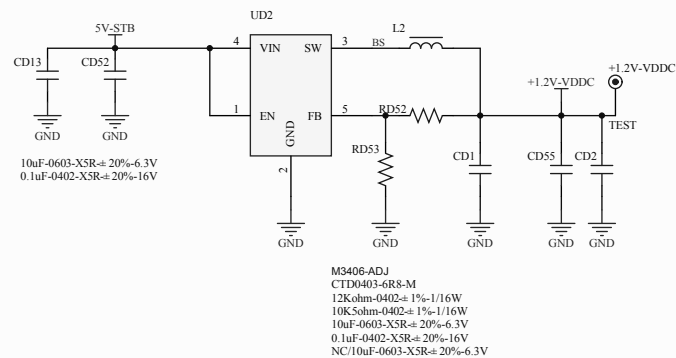 UD2
5V-STB
L2
4 VIN SW 3 BS
+1.2V-VDDC
CD13 CD52
+1.2V-VDDC
1 EN FB 5 RD52
TEST
GND
GND GND
RD53
CD1 CD55 CD2
2
10uF-0603-X5R-±20%-6.3V
0.1uF-0402-X5R-±20%-16V
GND GND GND GND GND
M3406-ADJ
CTD0403-6R8-M
12Kohm-0402-±1%-1/16W
10K5ohm-0402-±1%-1/16W
10uF-0603-X5R-±20%-6.3V
0.1uF-0402-X5R-±20%-16V
NC/10uF-0603-X5R-±20%-6.3V